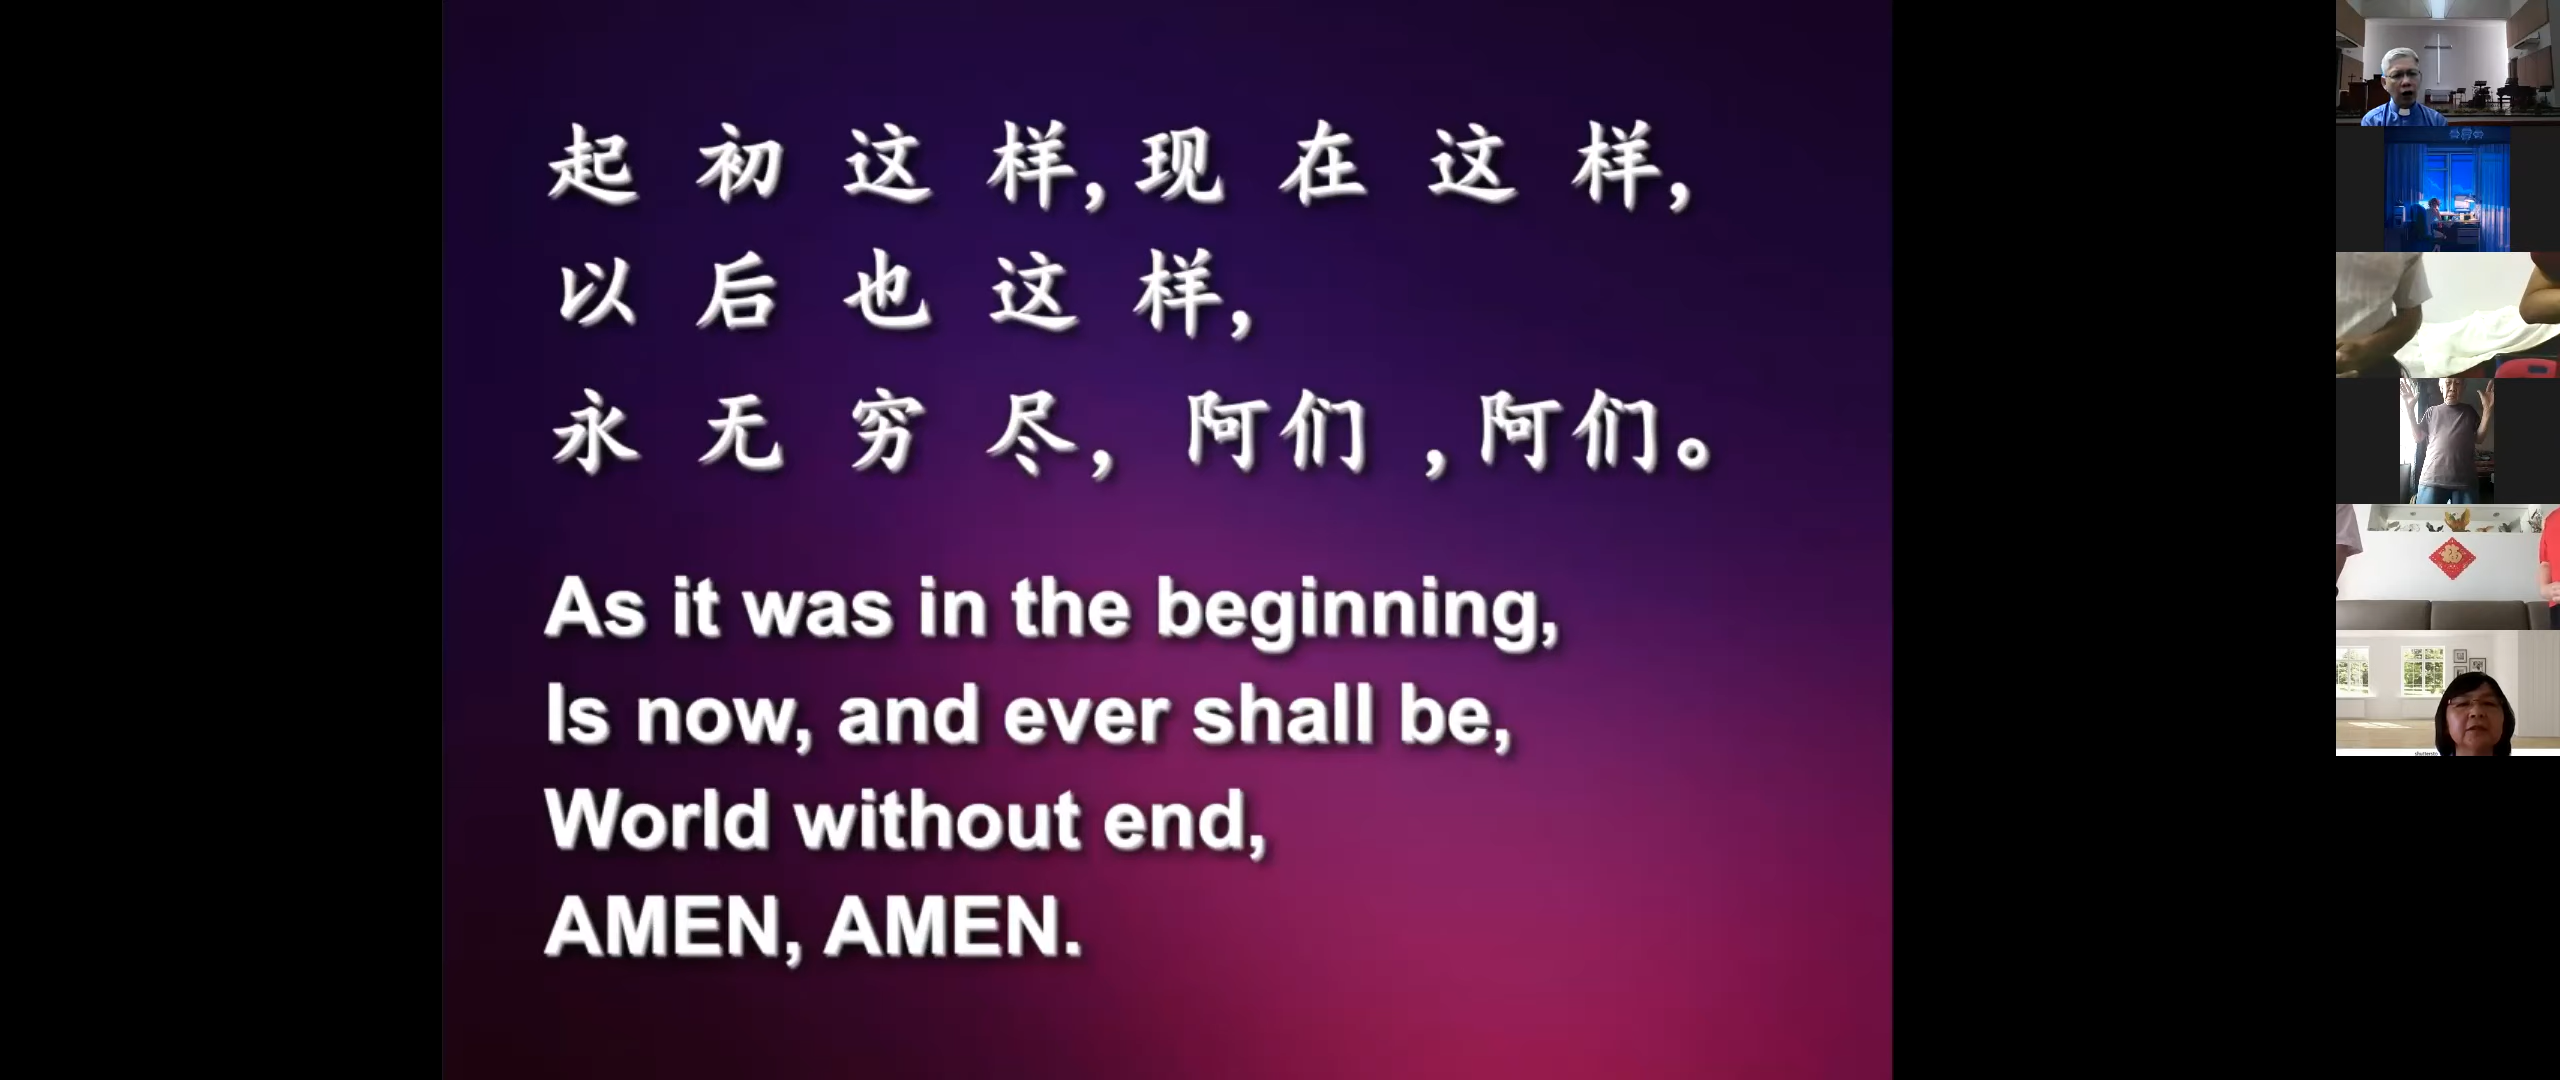 起初这样,现在这样,
以后也这样,
永无穷尽, 阿们 ,阿们。
As it was in the beginning,
Is now, and ever shall be,
World without end,
AMEN, AMEN.
福